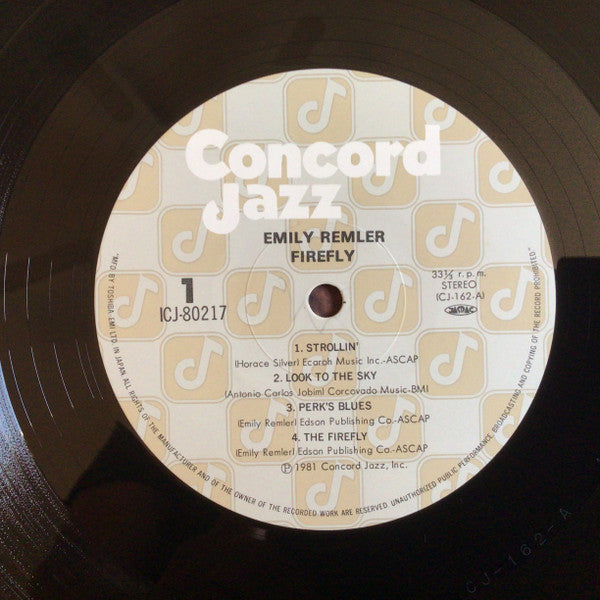 Concord
Jazz
EMILY REMLER
FIREFLY
1
ICJ-80217
33⅓ r. p. m.
STEREO
(CJ-162-A)
JASRAC
1. STROLLIN'
(Horace Silver) Ecaroh Music Inc.-ASCAP
2. LOOK TO THE SKY
(Antonio Carlos Jobim) Corcovado Music-BMI
3. PERK'S BLUES
(Emily Remler) Edson Publishing Co.-ASCAP
4. THE FIREFLY
(Emily Remler) Edson Publishing Co.-ASCAP
Ⓟ 1981 Concord Jazz, Inc.
"MF'D BY TOSHIBA EMI LTD. IN JAPAN ALL RIGHTS OF THE MANUFACTURER AND OF THE OWNER OF THE RECORDED WORK ARE RESERVED. UNAUTHORIZED PUBLIC PERFORMANCE, BROADCASTING AND COPYING OF THE RECORD PROHIBITED"
CJ-162-A